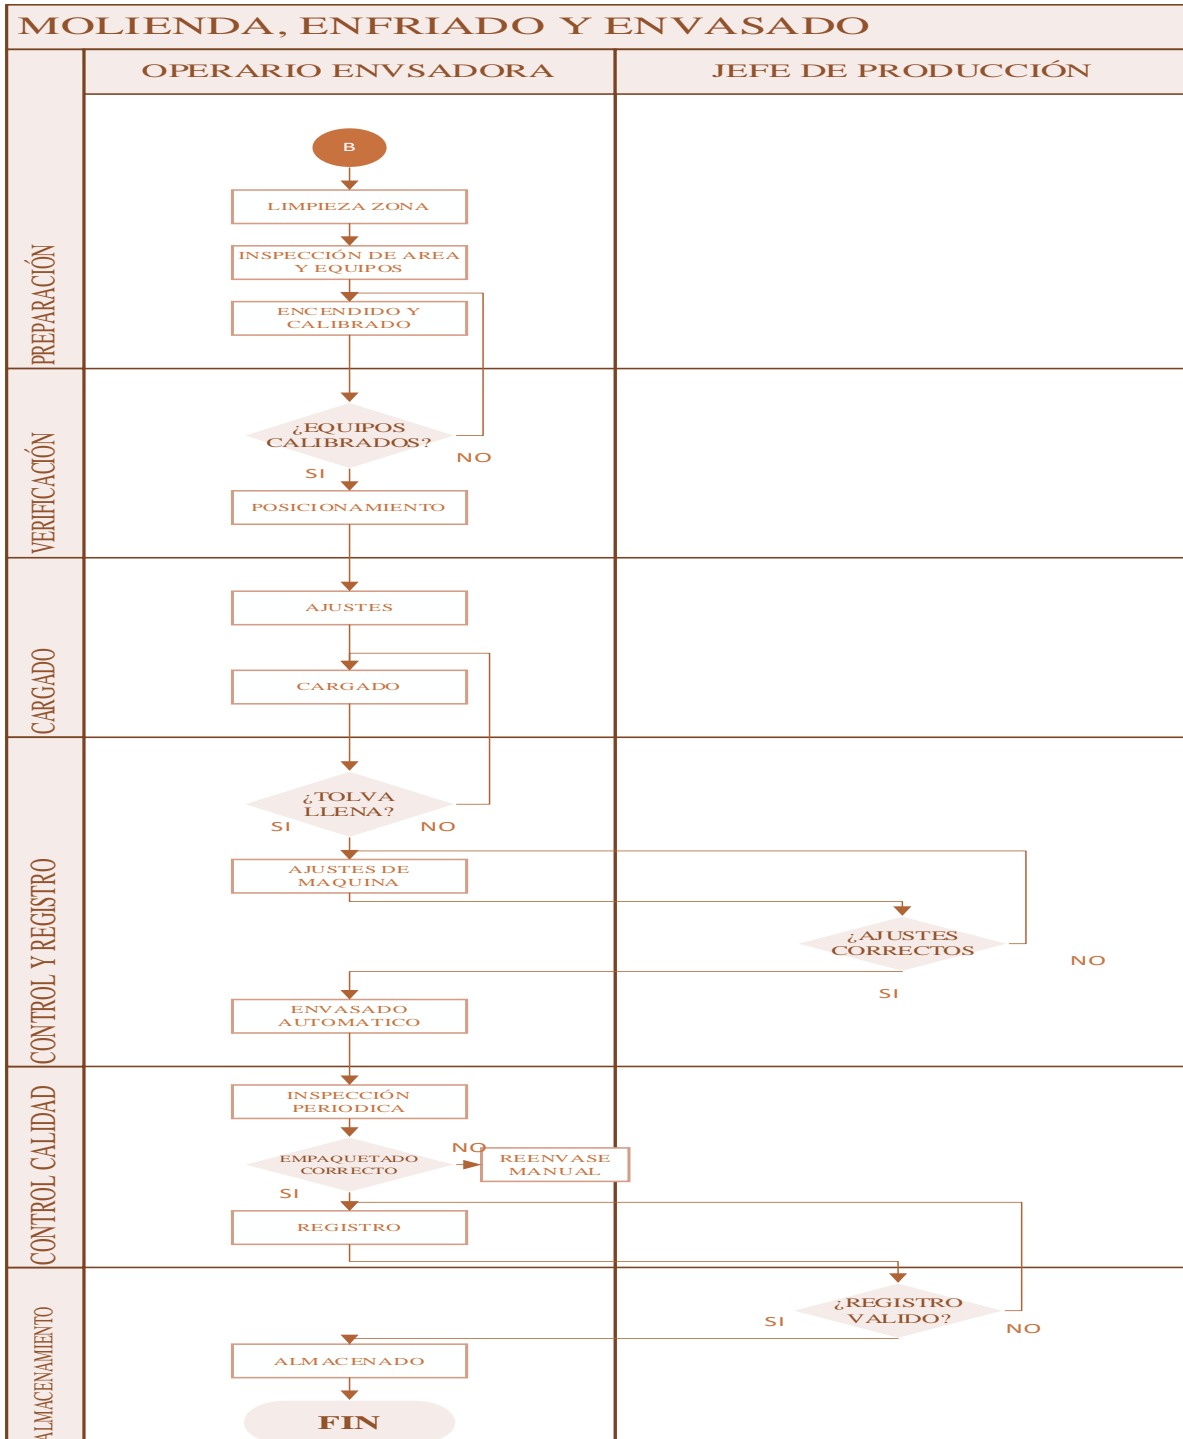 MOLIENDA, ENFRIADO Y ENVASADO
OPERARIO ENVSADORA
JEFE DE PRODUCCIÓN
PREPARACIÓN
B
LIMPIEZA ZONA
INSPECCIÓN DE AREA
Y EQUIPOS
ENCENDIDO Y
CALIBRADO
VERIFICACIÓN
¿EQUIPOS
CALIBRADOS?
NO
SI
POSICIONAMIENTO
CARGADO
AJUSTES
CARGADO
CONTROL Y REGISTRO
¿TOLVA
LLENA?
SI
NO
AJUSTES DE
MAQUINA
¿AJUSTES
CORRECTOS
NO
SI
ENVASADO
AUTOMATICO
CONTROL CALIDAD
INSPECCIÓN
PERIODICA
EMPAQUETADO
CORRECTO
NO
REENVASE
MANUAL
SI
REGISTRO
ALMACENAMIENTO
¿REGISTRO
VALIDO?
SI
NO
ALMACENADO
FIN